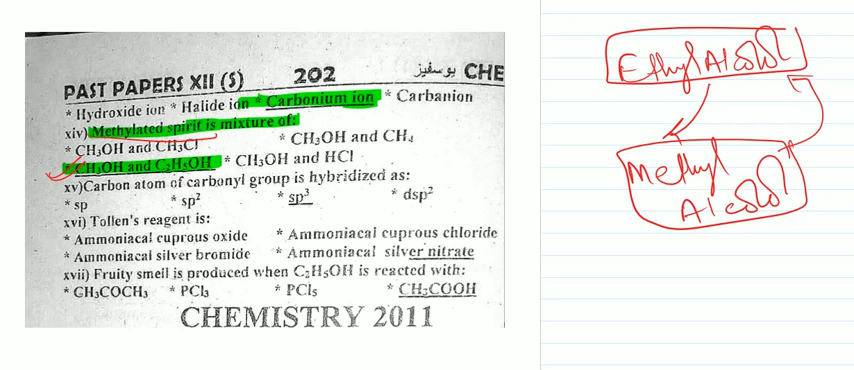 PAST PAPERS XII (S) 202 يوسفيز CHE
* Hydroxide ion * Halide ion * Carbonium ion * Carbanion
xiv) Methylated spirit is mixture of:
* CH₃OH and CH₃Cl * CH₃OH and CH₄
* CH₃OH and C₂H₅OH * CH₃OH and HCl
xv) Carbon atom of carbonyl group is hybridized as:
* sp * sp² * sp³ * dsp²
xvi) Tollen's reagent is:
* Ammoniacal cuprous oxide * Ammoniacal cuprous chloride
* Ammoniacal silver bromide * Ammoniacal silver nitrate
xvii) Fruity smell is produced when C₂H₅OH is reacted with:
* CH₃COCH₃ * PCl₃ * PCl₅ * CH₃COOH
CHEMISTRY 2011
Ethyl Alcohol
Methyl
Alcohol